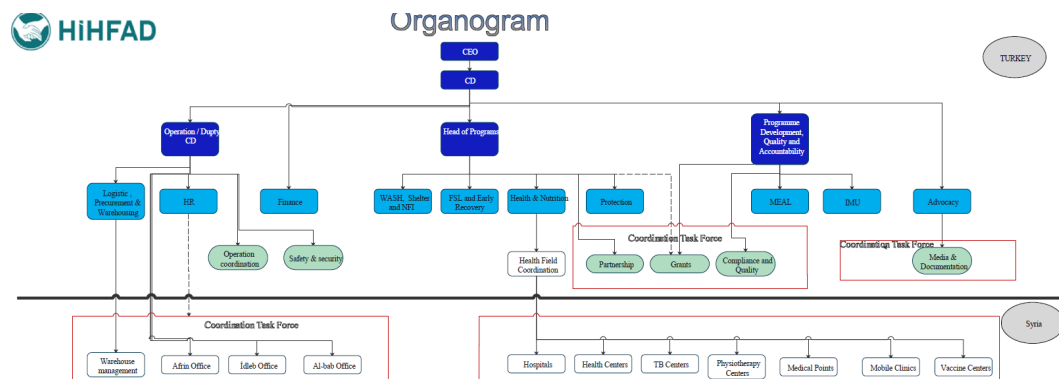 HiHFAD
Organogram
CEO
TURKEY
CD
Operation / Dupty
CD
Head of Programs
Programme
Development,
Quality and
Accountability
Logistic ,
Procurement &
Warehousing
HR
Finance
WASH, Shelter
and NFI
FSL and Early
Recovery
Health & Nutrition
Protection
MEAL
IMU
Advocacy
Operation
coordination
Safety & security
Health Field
Coordination
Coordination Task Force
Partnership
Grants
Compliance and
Quality
Coordination Task Force
Media &
Documentation
Syria
Coordination Task Force
Warehouse
management
Afrin Office
İdleb Office
Al-bab Office
Hospitals
Health Centers
TB Centers
Physiotherapy
Centers
Medical Points
Mobile Clinics
Vaccine Centers